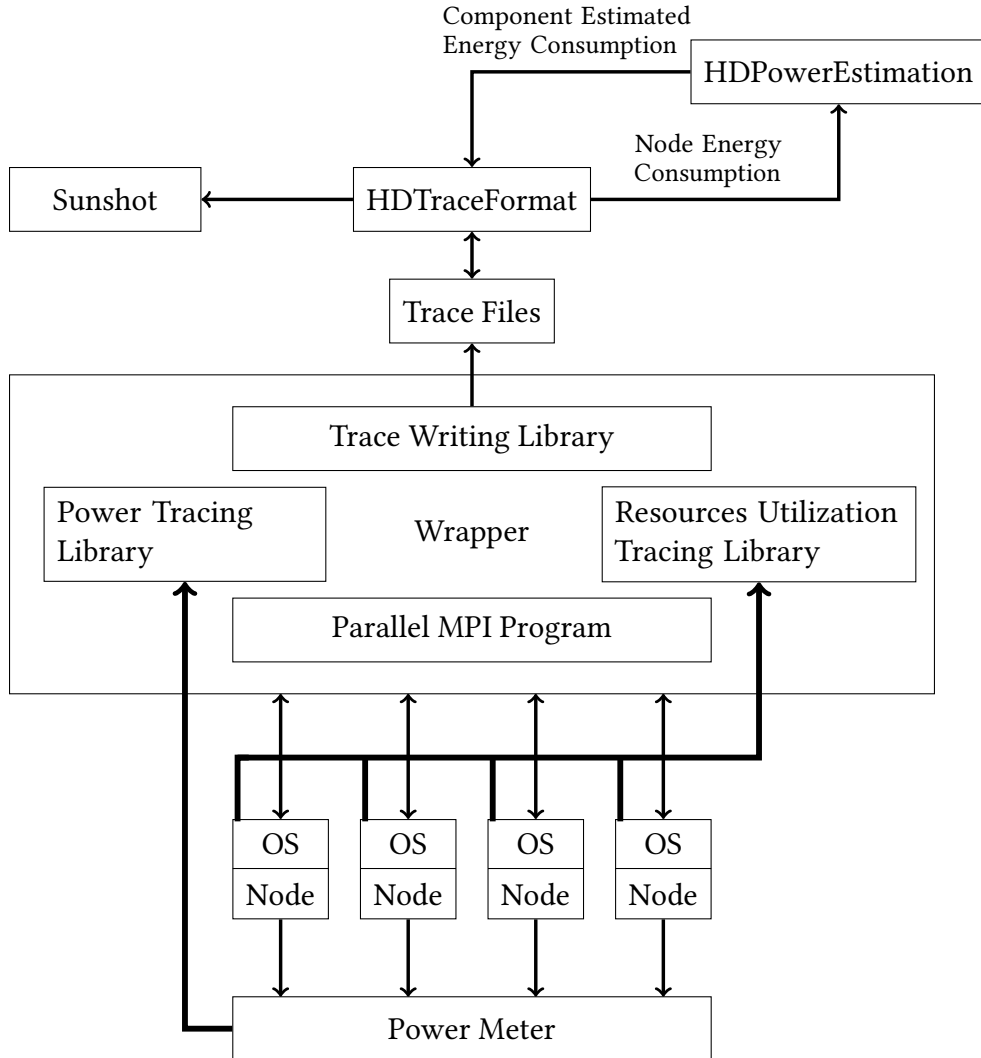 Component Estimated
Energy Consumption
HDPowerEstimation
Node Energy
Consumption
Sunshot
HDTraceFormat
Trace Files
Trace Writing Library
Power Tracing
Library
Wrapper
Resources Utilization
Tracing Library
Parallel MPI Program
OS OS OS OS
Node Node Node Node
Power Meter